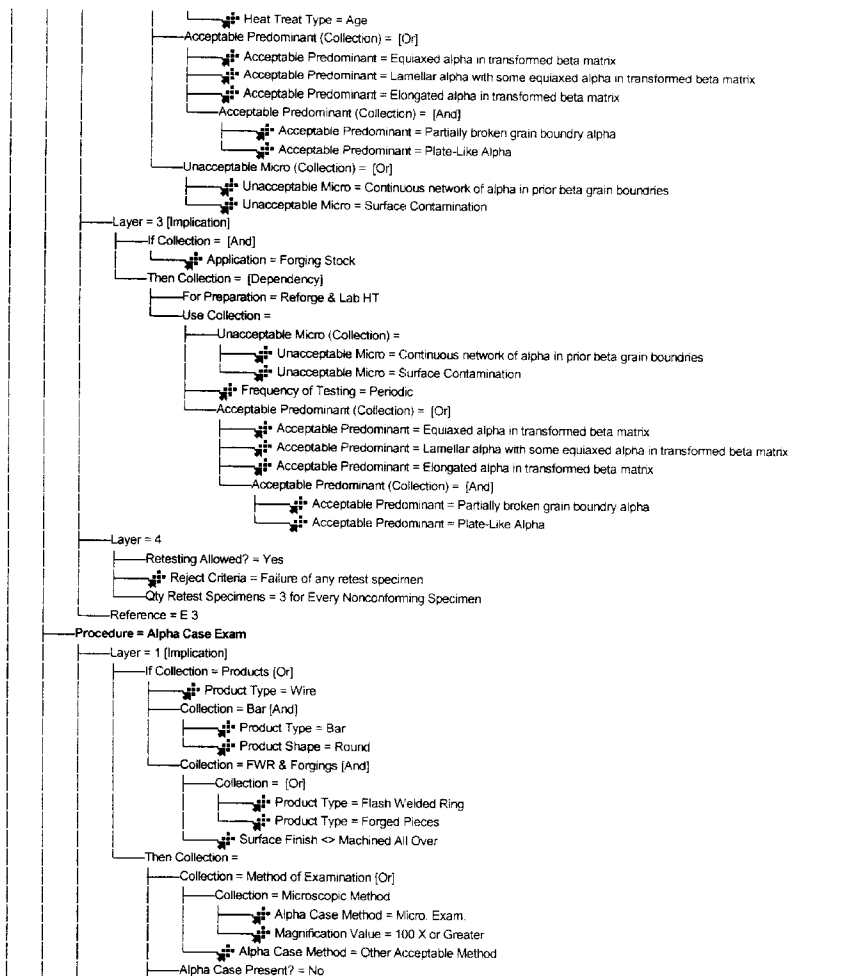 Heat Treat Type = Age
Acceptable Predominant (Collection) = [Or]
Acceptable Predominant = Equiaxed alpha in transformed beta matrix
Acceptable Predominant = Lamellar alpha with some equiaxed alpha in transformed beta matrix
Acceptable Predominant = Elongated alpha in transformed beta matrix
Acceptable Predominant (Collection) = [And]
Acceptable Predominant = Partially broken grain boundry alpha
Acceptable Predominant = Plate-Like Alpha
Unacceptable Micro (Collection) = [Or]
Unacceptable Micro = Continuous network of alpha in prior beta grain boundries
Unacceptable Micro = Surface Contamination
Layer = 3 [Implication]
If Collection = [And]
Application = Forging Stock
Then Collection = [Dependency]
For Preparation = Reforge & Lab HT
Use Collection =
Unacceptable Micro (Collection) =
Unacceptable Micro = Continuous network of alpha in prior beta grain boundries
Unacceptable Micro = Surface Contamination
Frequency of Testing = Periodic
Acceptable Predominant (Collection) = [Or]
Acceptable Predominant = Equiaxed alpha in transformed beta matrix
Acceptable Predominant = Lamellar alpha with some equiaxed alpha in transformed beta matrix
Acceptable Predominant = Elongated alpha in transformed beta matrix
Acceptable Predominant (Collection) = [And]
Acceptable Predominant = Partially broken grain boundry alpha
Acceptable Predominant = Plate-Like Alpha
Layer = 4
Retesting Allowed? = Yes
Reject Criteria = Failure of any retest specimen
Qty Retest Specimens = 3 for Every Nonconforming Specimen
Reference = E 3
Procedure = Alpha Case Exam
Layer = 1 [Implication]
If Collection = Products [Or]
Product Type = Wire
Collection = Bar [And]
Product Type = Bar
Product Shape = Round
Collection = FWR & Forgings [And]
Collection = [Or]
Product Type = Flash Welded Ring
Product Type = Forged Pieces
Surface Finish <> Machined All Over
Then Collection =
Collection = Method of Examination [Or]
Collection = Microscopic Method
Alpha Case Method = Micro. Exam.
Magnification Value = 100 X or Greater
Alpha Case Method = Other Acceptable Method
Alpha Case Present? = No